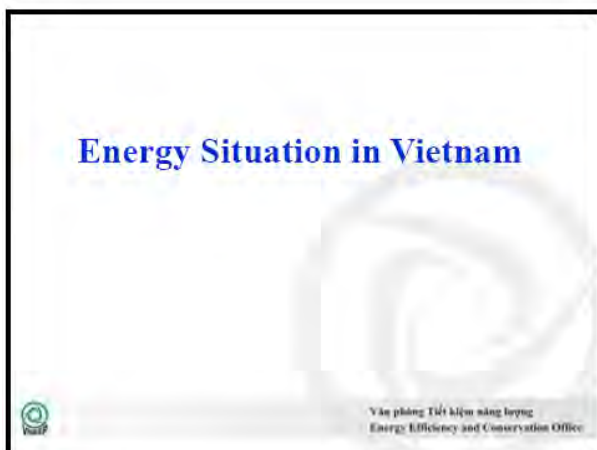 Energy Situation in Vietnam
Văn phòng Tiết kiệm năng lượng
Energy Efficiency and Conservation Office